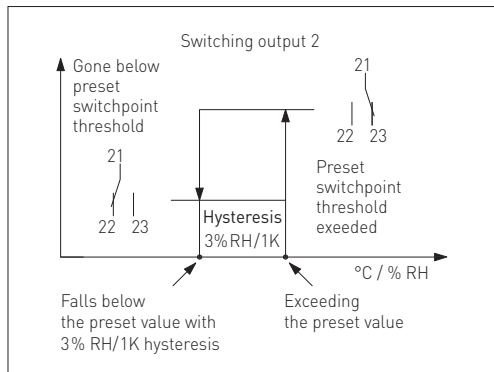 Switching output 2
Gone below
preset
switchpoint
threshold
21
22 23
21
22 23
Preset
switchpoint
threshold
exeeded
Hysteresis
3% RH/1K
°C / % RH
Falls below
the preset value with
3% RH/1K hysteresis
Exceeding
the preset value